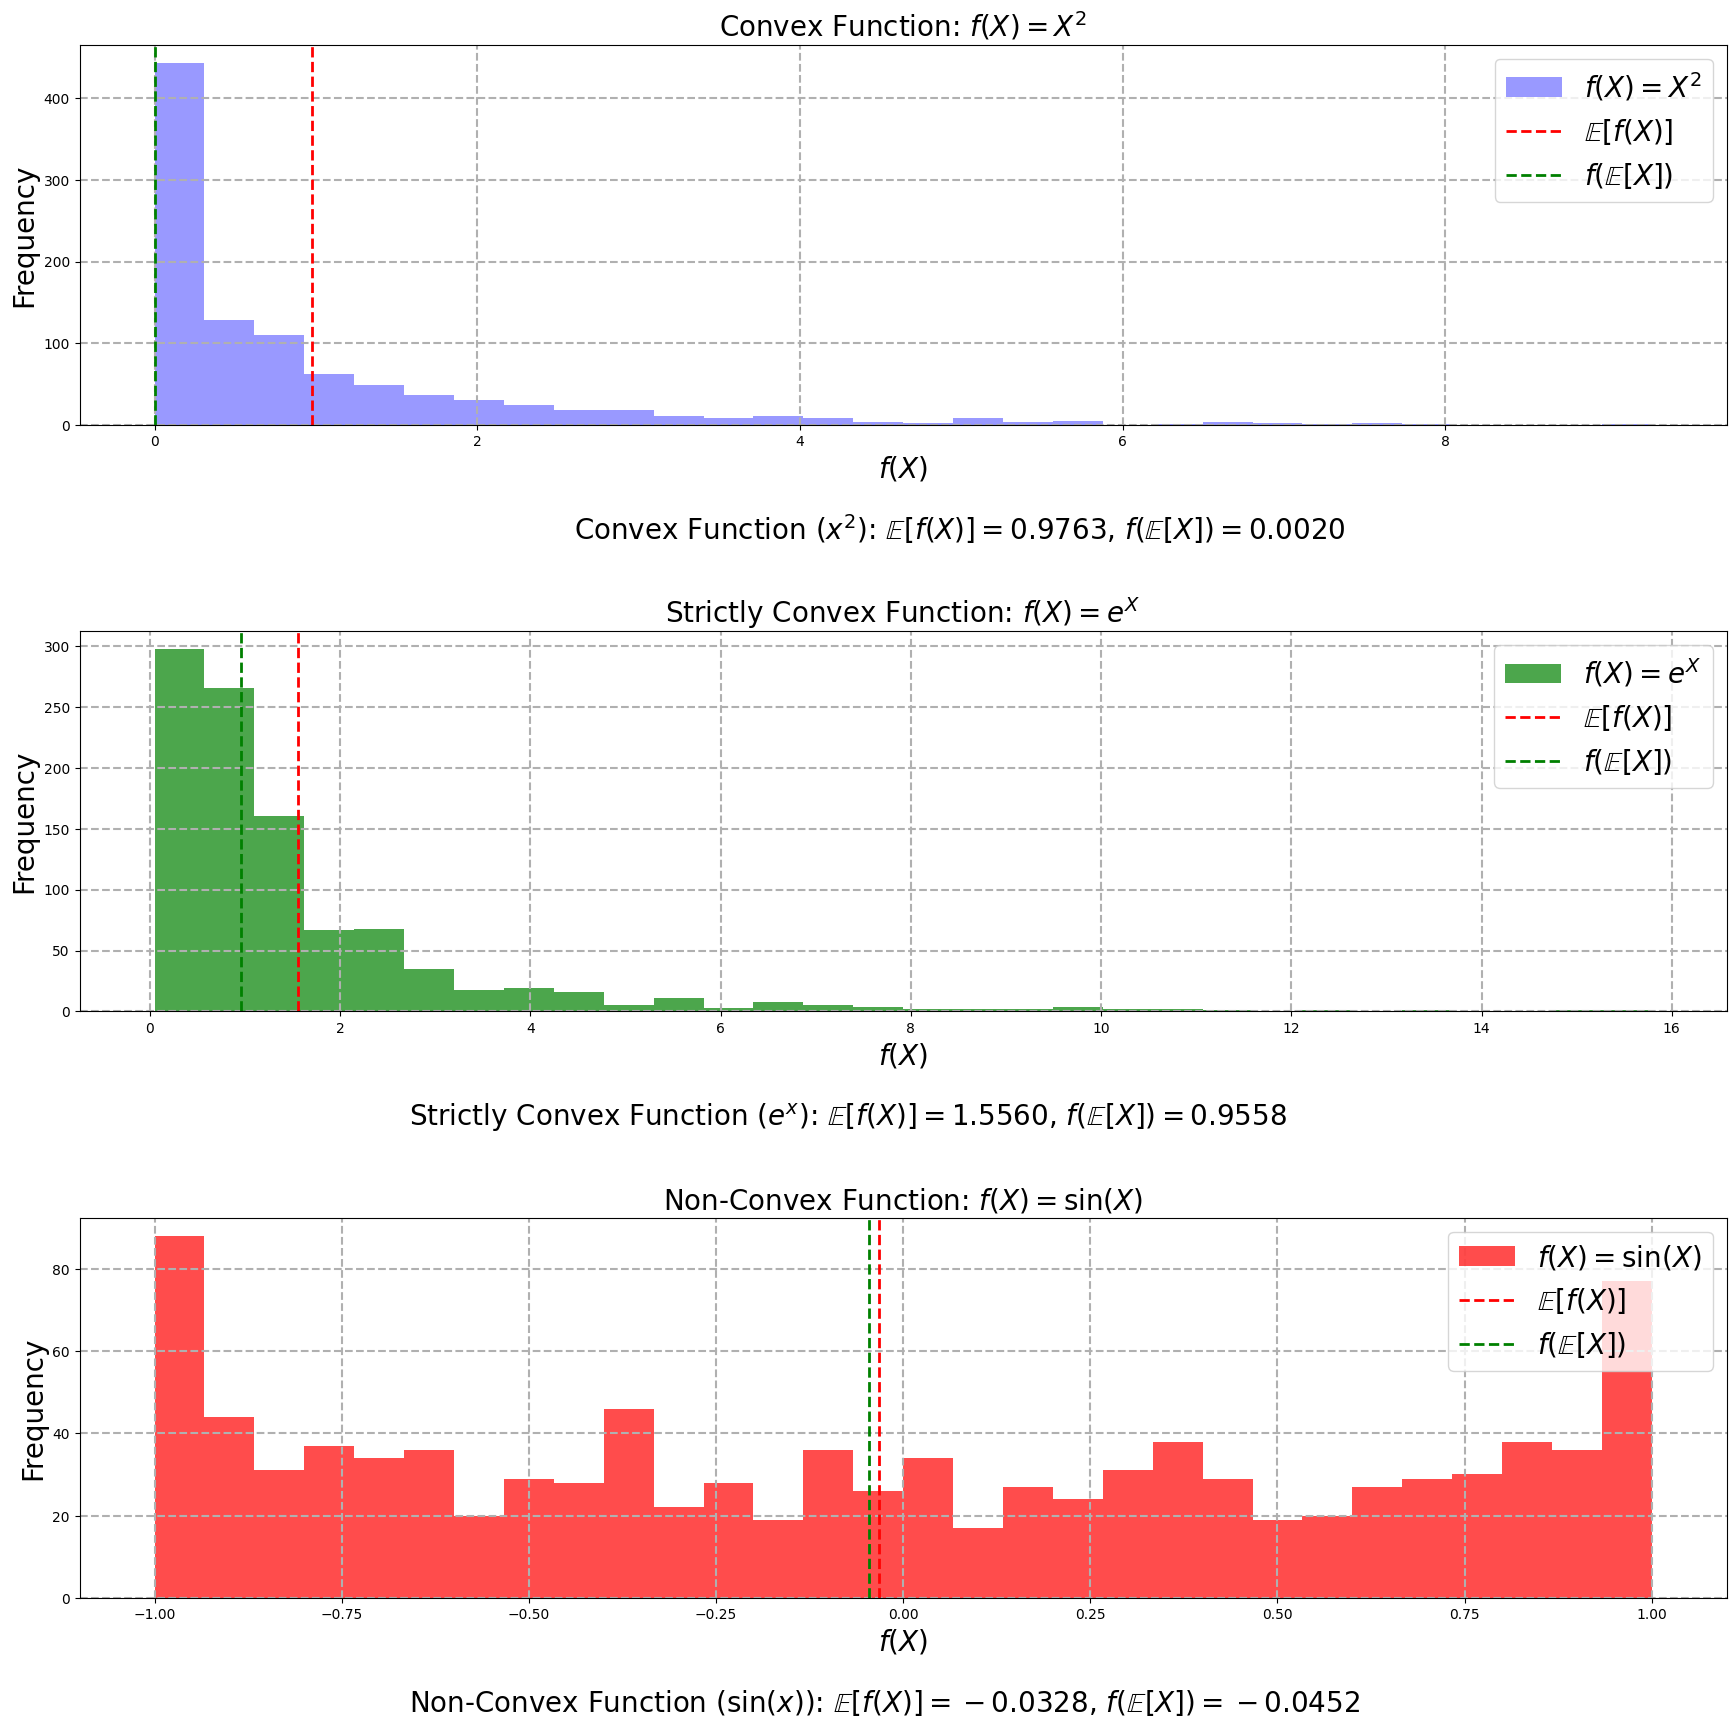 Convex Function: f(X) = X²
Frequency
400
300
200
100
0
f(X) = X²
𝔼[f(X)]
f(𝔼[X])
0 2 4 6 8
f(X)
Convex Function (x²): 𝔼[f(X)] = 0.9763, f(𝔼[X]) = 0.0020
Strictly Convex Function: f(X) = eˣ
Frequency
300
250
200
150
100
50
0
f(X) = eˣ
𝔼[f(X)]
f(𝔼[X])
0 2 4 6 8 10 12 14 16
f(X)
Strictly Convex Function (eˣ): 𝔼[f(X)] = 1.5560, f(𝔼[X]) = 0.9558
Non-Convex Function: f(X) = sin(X)
Frequency
80
60
40
20
0
f(X) = sin(X)
𝔼[f(X)]
f(𝔼[X])
−1.00 −0.75 −0.50 −0.25 0.00 0.25 0.50 0.75 1.00
f(X)
Non-Convex Function (sin(x)): 𝔼[f(X)] = −0.0328, f(𝔼[X]) = −0.0452